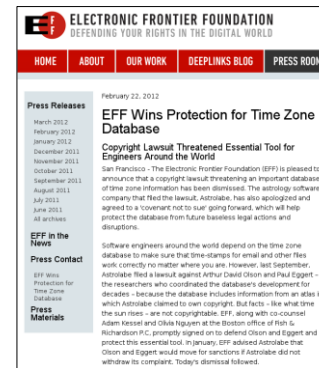 ELECTRONIC FRONTIER FOUNDATION
DEFENDING YOUR RIGHTS IN THE DIGITAL WORLD
HOME ABOUT OUR WORK DEEPLINKS BLOG PRESS ROOM
Press Releases
March 2012
February 2012
January 2012
December 2011
November 2011
October 2011
September 2011
August 2011
July 2011
June 2011
All archives
EFF in the
News
Press Contact
EFF Wins
Protection for
Time Zone
Database
Press
Materials
February 22, 2012
EFF Wins Protection for Time Zone
Database
Copyright Lawsuit Threatened Essential Tool for
Engineers Around the World
San Francisco - The Electronic Frontier Foundation (EFF) is pleased to
announce that a copyright lawsuit threatening an important database
of time zone information has been dismissed. The astrology software
company that filed the lawsuit, Astrolabe, has also apologized and
agreed to a "covenant not to sue" going forward, which will help
protect the database from future baseless legal actions and
disruptions.
Software engineers around the world depend on the time zone
database to make sure that time-stamps for email and other files
work correctly no matter where you are. However, last September,
Astrolabe filed a lawsuit against Arthur David Olson and Paul Eggert –
the researchers who coordinated the database's development for
decades – because the database includes information from an atlas in
which Astrolabe claimed to own copyright. But facts – like what time
the sun rises – are not copyrightable. EFF, along with co-counsel
Adam Kessel and Olivia Nguyen at the Boston office of Fish &
Richardson P.C, promptly signed on to defend Olson and Eggert and
protect this essential tool. In January, EFF advised Astrolabe that
Olson and Eggert would move for sanctions if Astrolabe did not
withdraw its complaint. Today's dismissal followed.